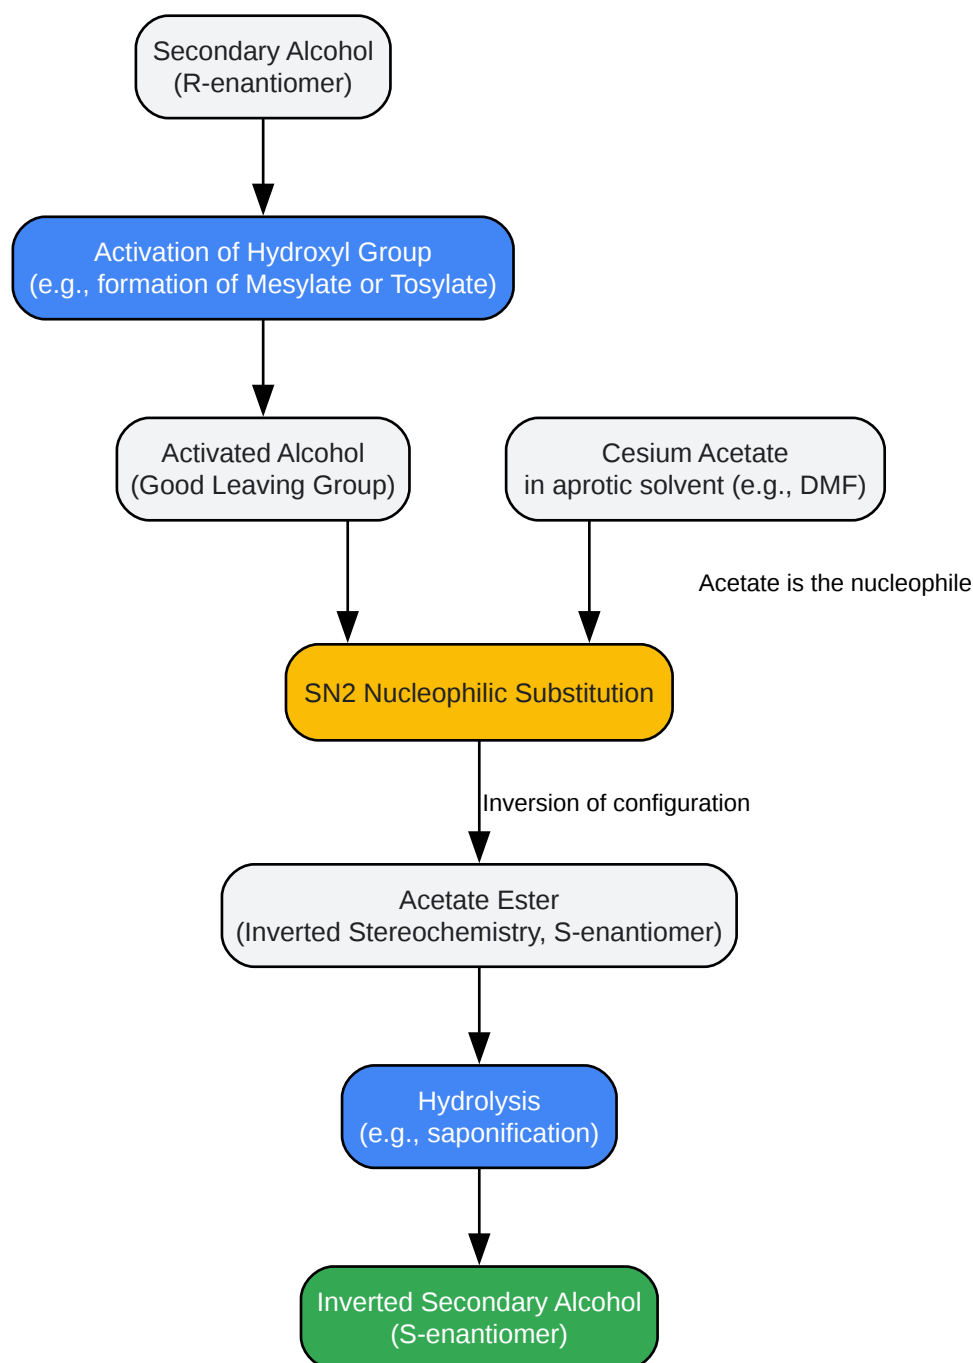 Secondary Alcohol
(R-enantiomer)
Activation of Hydroxyl Group
(e.g., formation of Mesylate or Tosylate)
Activated Alcohol
(Good Leaving Group)
Cesium Acetate
in aprotic solvent (e.g., DMF)
Acetate is the nucleophile
SN2 Nucleophilic Substitution
Inversion of configuration
Acetate Ester
(Inverted Stereochemistry, S-enantiomer)
Hydrolysis
(e.g., saponification)
Inverted Secondary Alcohol
(S-enantiomer)